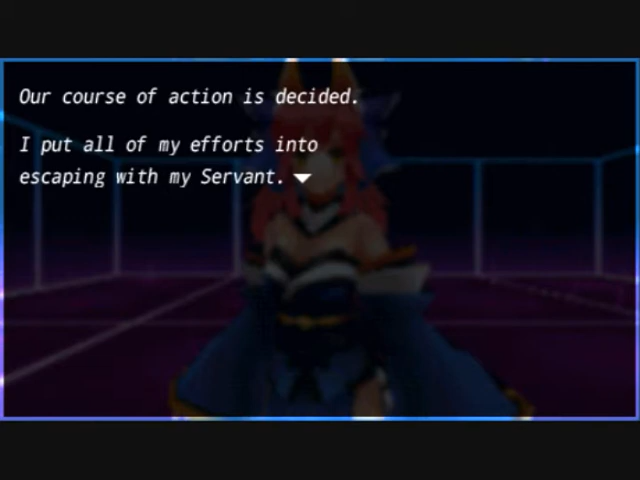 Our course of action is decided.
I put all of my efforts into
escaping with my Servant.